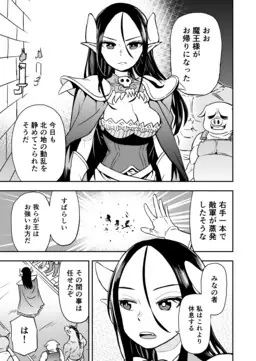 おお
魔王様が
お帰りになった
今日も
北の地の動乱を
静めてこられた
そうだ
右手一本で
敵軍が蒸発
したそうな
すばらしい
我らが王は
お強いお方だ
みなの者
私はこれより
休息する
その間の事は
任せたぞ
は！